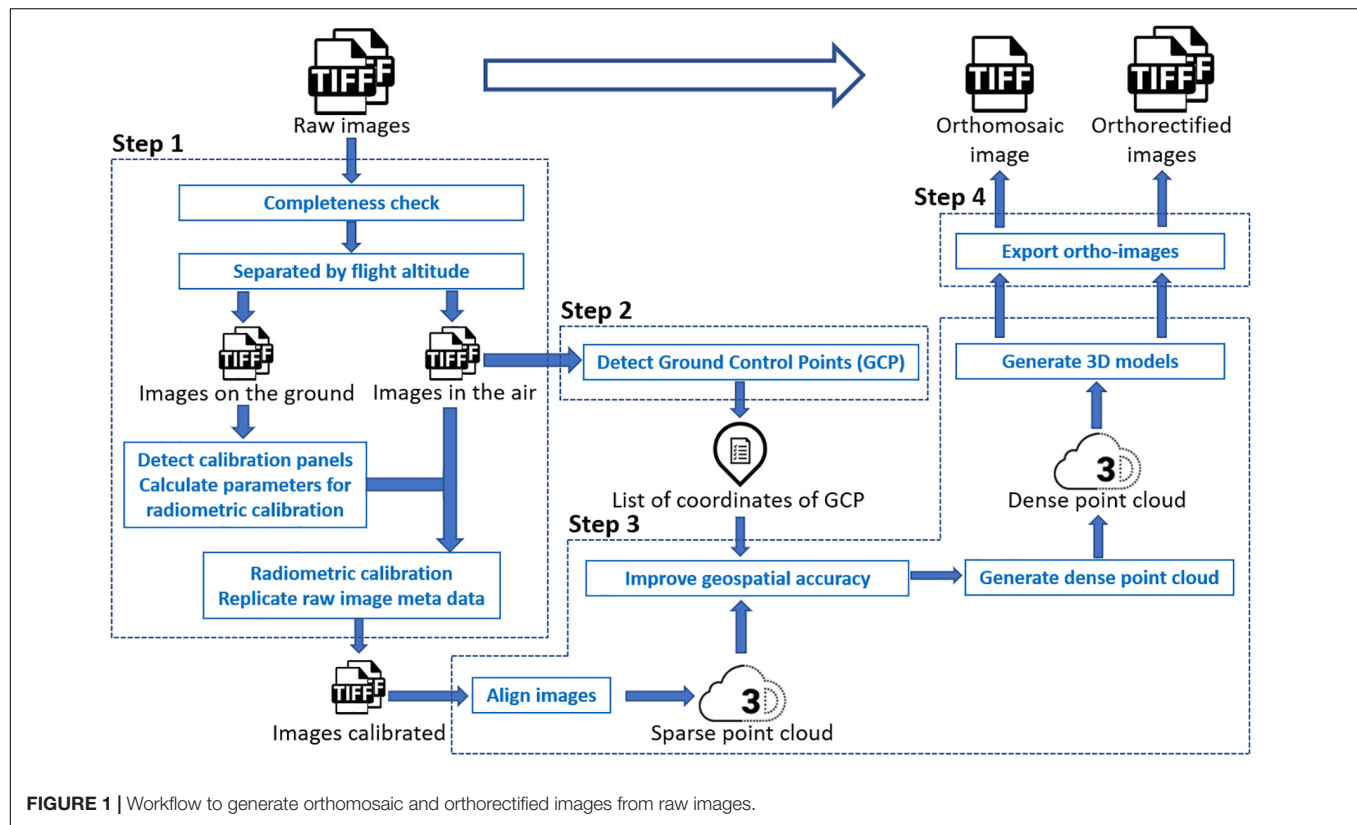 TIFF
Raw images
TIFF
Orthomosaic
image
TIFF
Orthorectified
images
Step 1
Completeness check
Separated by flight altitude
TIFF
Images on the ground
TIFF
Images in the air
Detect calibration panels
Calculate parameters for
radiometric calibration
Radiometric calibration
Replicate raw image meta data
TIFF
Images calibrated
Step 2
Detect Ground Control Points (GCP)
List of coordinates of GCP
Step 3
Align images
3D
Sparse point cloud
Improve geospatial accuracy
Generate dense point cloud
3D
Dense point cloud
Generate 3D models
Step 4
Export ortho-images
FIGURE 1 | Workflow to generate orthomosaic and orthorectified images from raw images.